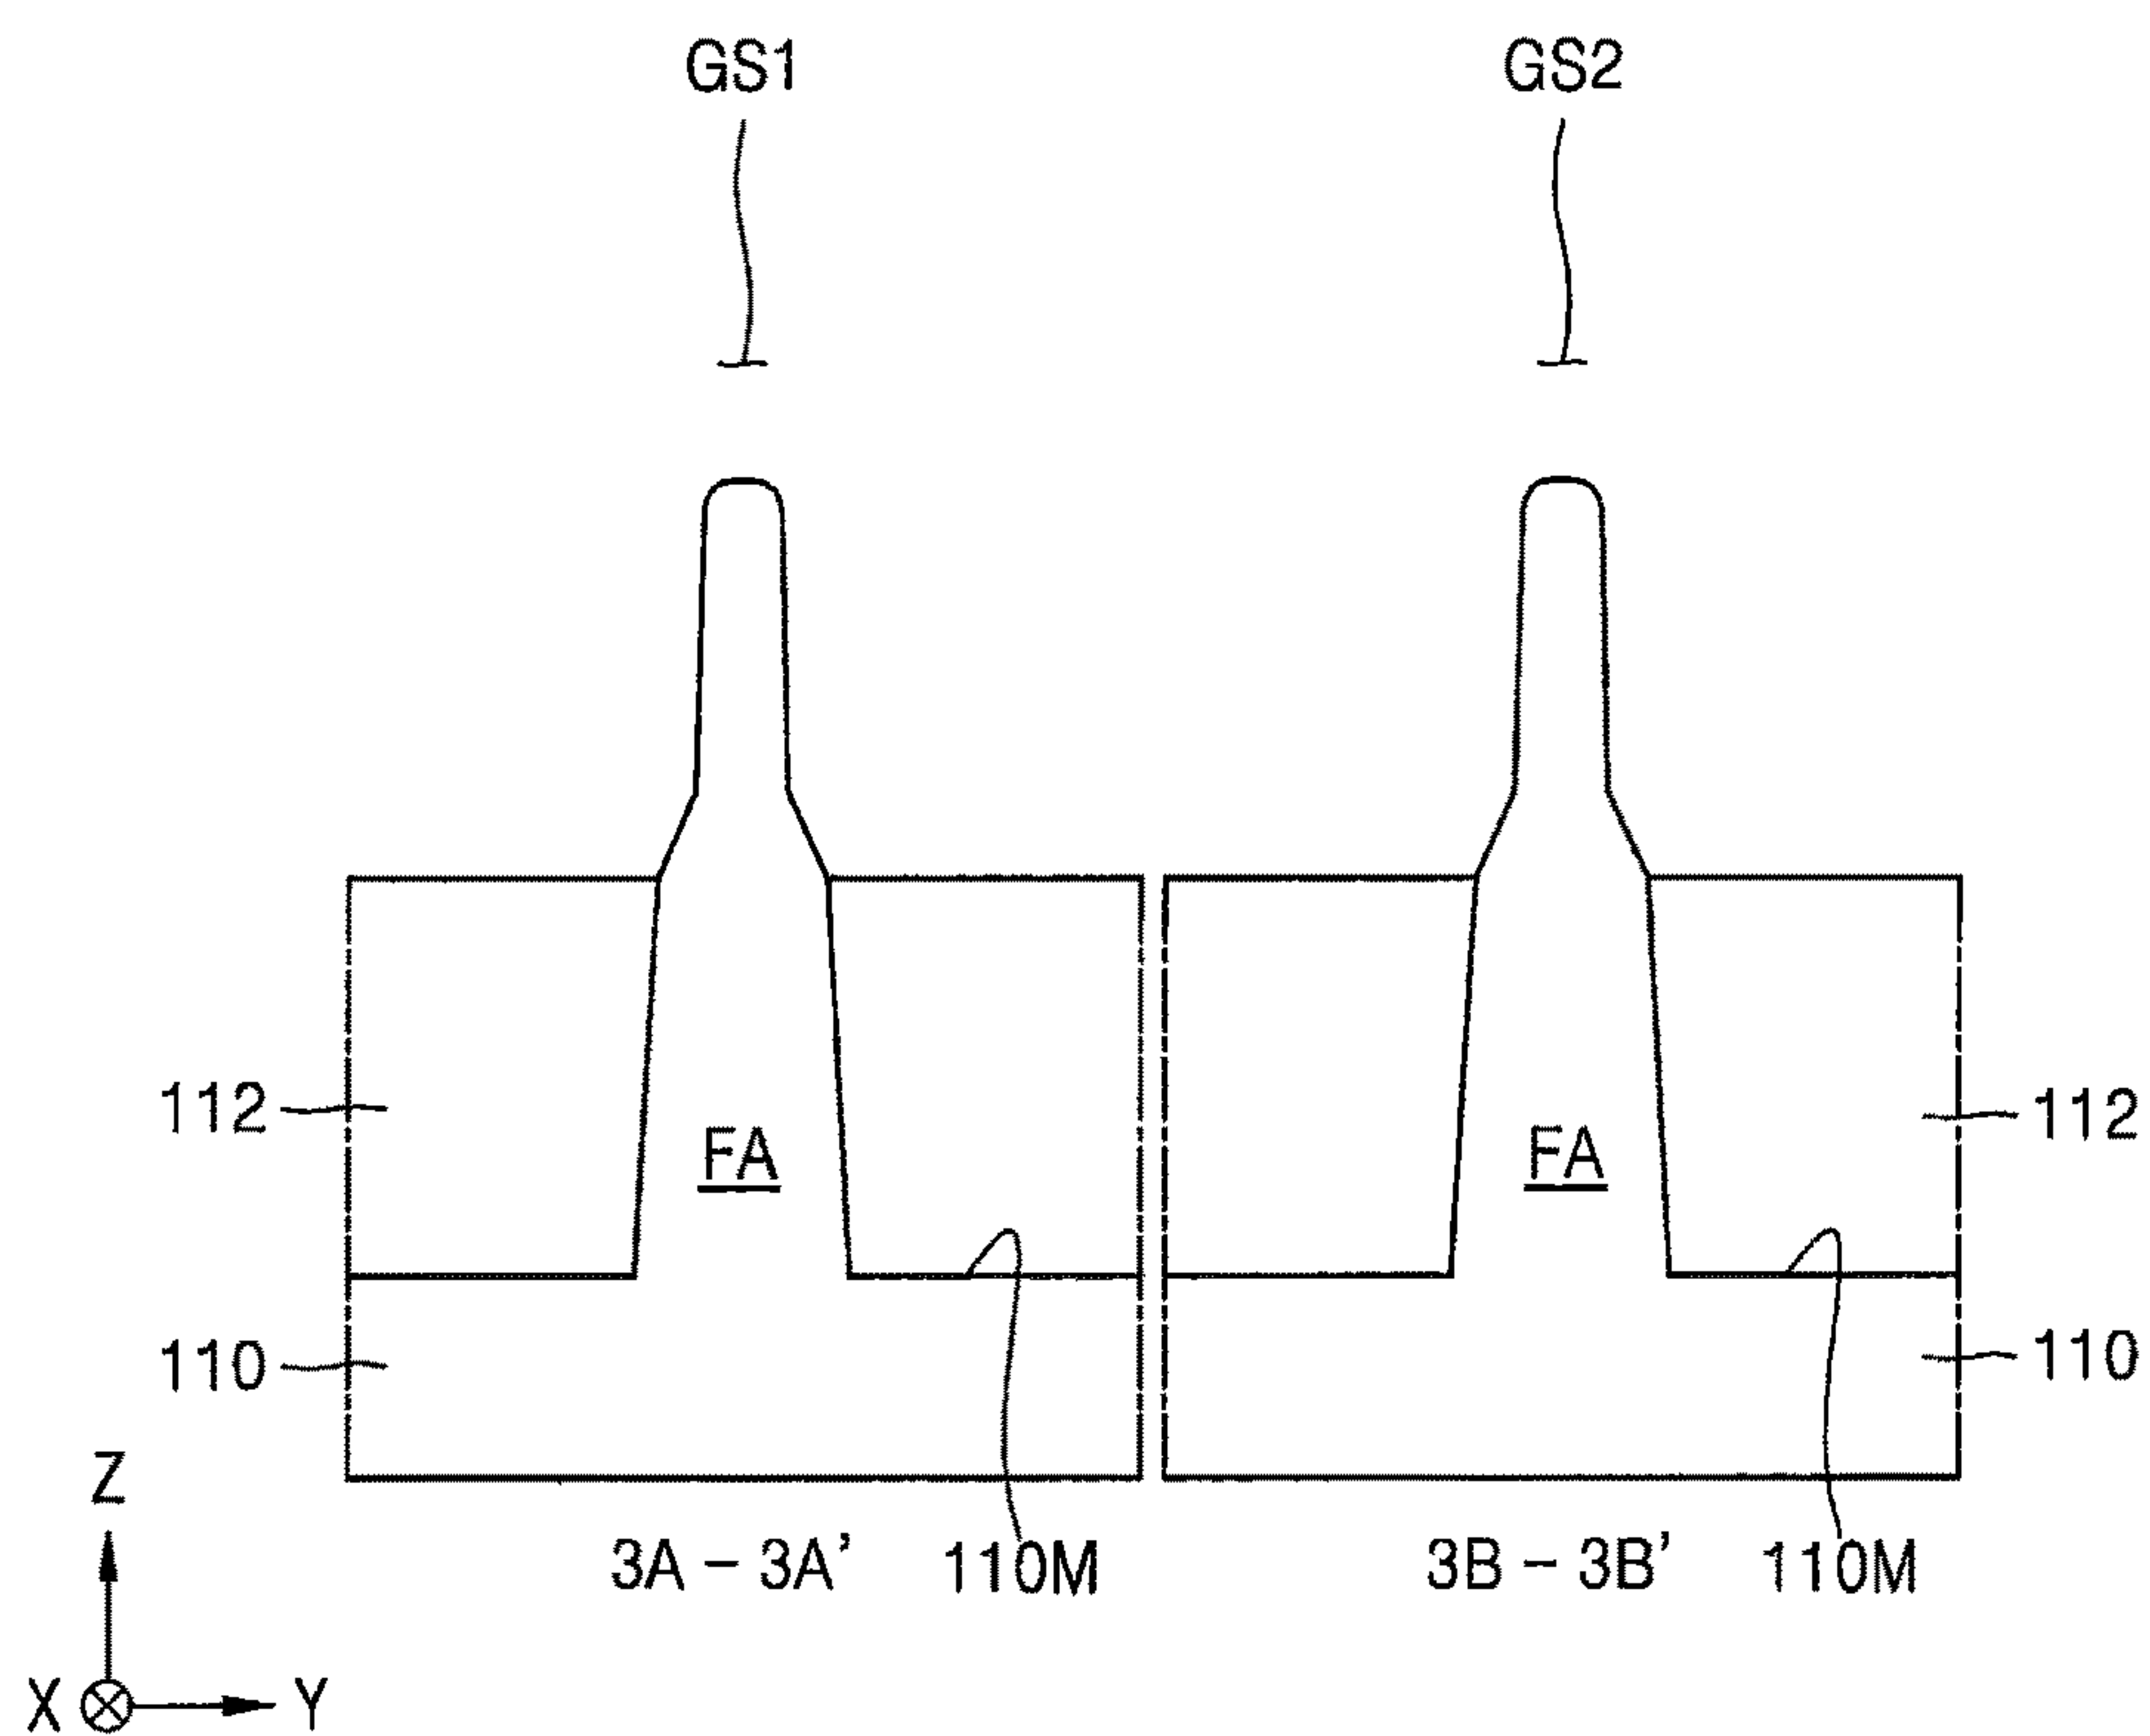 GS1 GS2
112 FA FA 112
110 110
3A – 3A' 110M 3B – 3B' 110M
Z
X Y